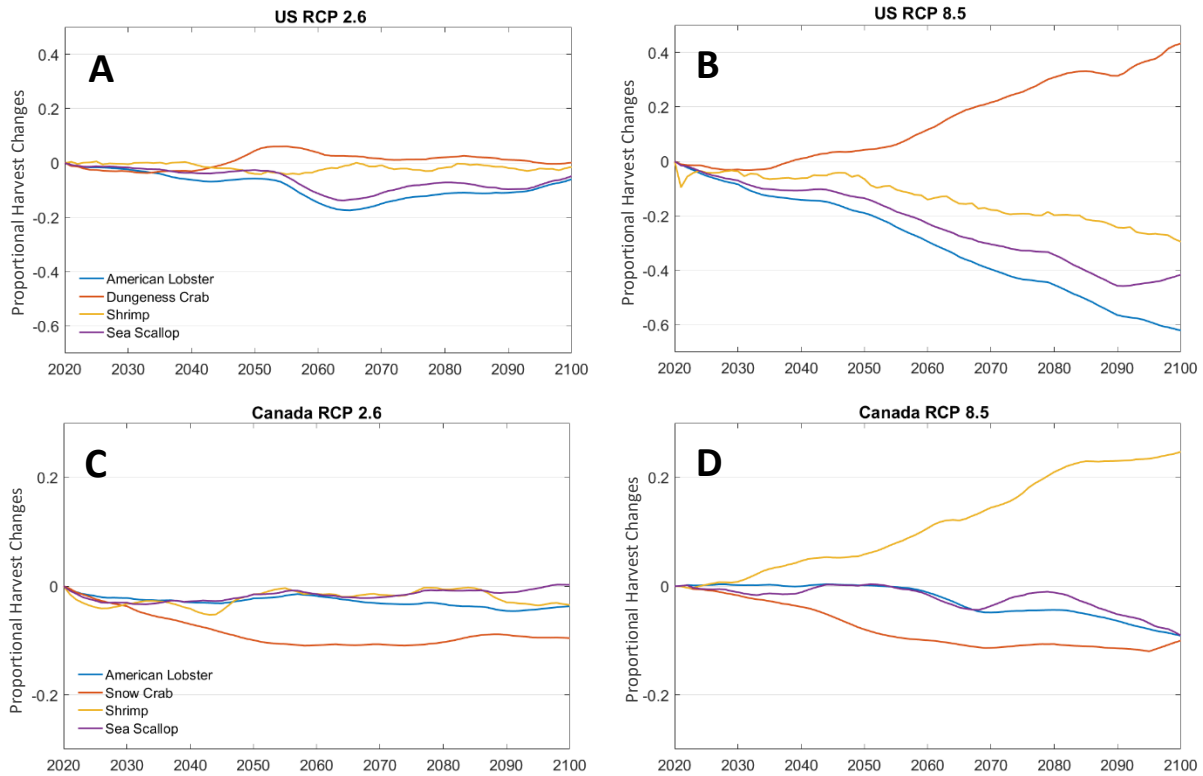 US RCP 2.6
A
Proportional Harvest Changes
0.4
0.2
0
-0.2
-0.4
-0.6
American Lobster
Dungeness Crab
Shrimp
Sea Scallop
2020 2030 2040 2050 2060 2070 2080 2090 2100
US RCP 8.5
B
Proportional Harvest Changes
0.4
0.2
0
-0.2
-0.4
-0.6
2020 2030 2040 2050 2060 2070 2080 2090 2100
Canada RCP 2.6
C
Proportional Harvest Changes
0.2
0
-0.2
American Lobster
Snow Crab
Shrimp
Sea Scallop
2020 2030 2040 2050 2060 2070 2080 2090 2100
Canada RCP 8.5
D
Proportional Harvest Changes
0.2
0
-0.2
2020 2030 2040 2050 2060 2070 2080 2090 2100